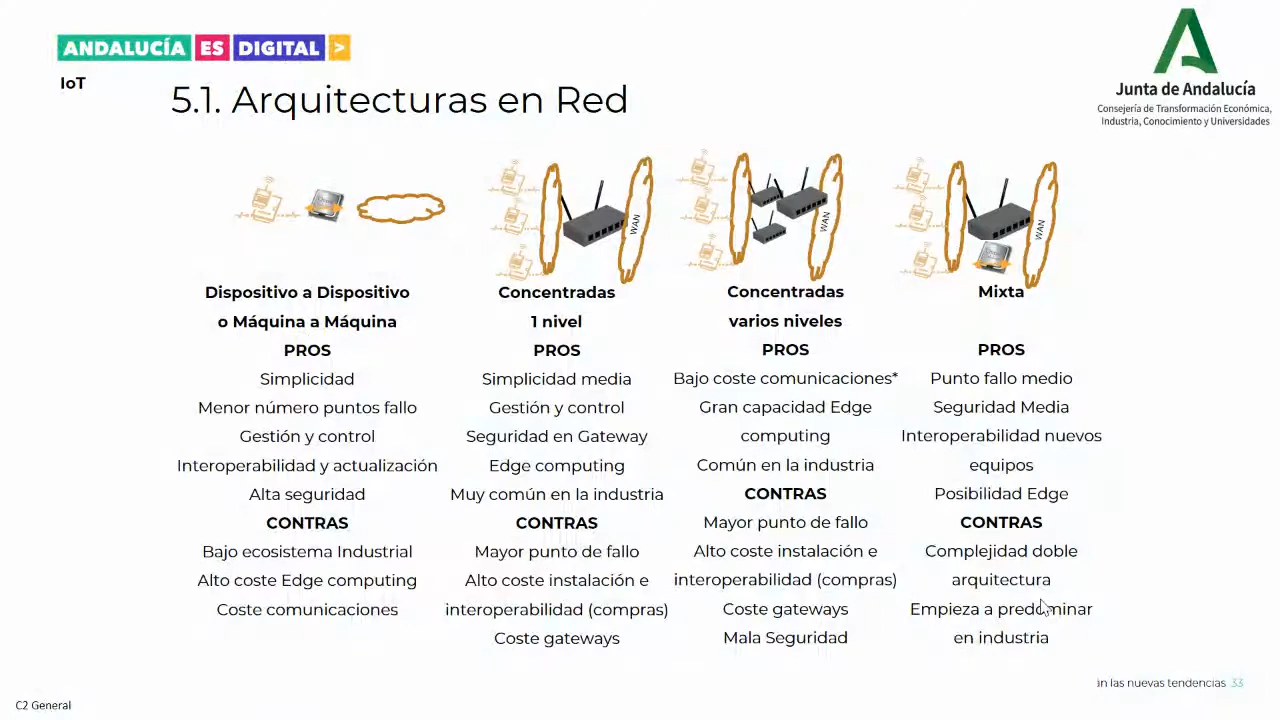 ANDALUCÍA ES DIGITAL >
IoT
5.1. Arquitecturas en Red
Junta de Andalucía
Consejería de Transformación Económica,
Industria, Conocimiento y Universidades
WAN
WAN
WAN
Dispositivo a Dispositivo
o Máquina a Máquina
PROS
Simplicidad
Menor número puntos fallo
Gestión y control
Interoperabilidad y actualización
Alta seguridad
CONTRAS
Bajo ecosistema Industrial
Alto coste Edge computing
Coste comunicaciones
Concentradas
1 nivel
PROS
Simplicidad media
Gestión y control
Seguridad en Gateway
Edge computing
Muy común en la industria
CONTRAS
Mayor punto de fallo
Alto coste instalación e
interoperabilidad (compras)
Coste gateways
Concentradas
varios niveles
PROS
Bajo coste comunicaciones*
Gran capacidad Edge
computing
Común en la industria
CONTRAS
Mayor punto de fallo
Alto coste instalación e
interoperabilidad (compras)
Coste gateways
Mala Seguridad
Mixta
PROS
Punto fallo medio
Seguridad Media
Interoperabilidad nuevos
equipos
Posibilidad Edge
CONTRAS
Complejidad doble
arquitectura
Empieza a predominar
en industria
las nuevas tendencias 33
C2 General